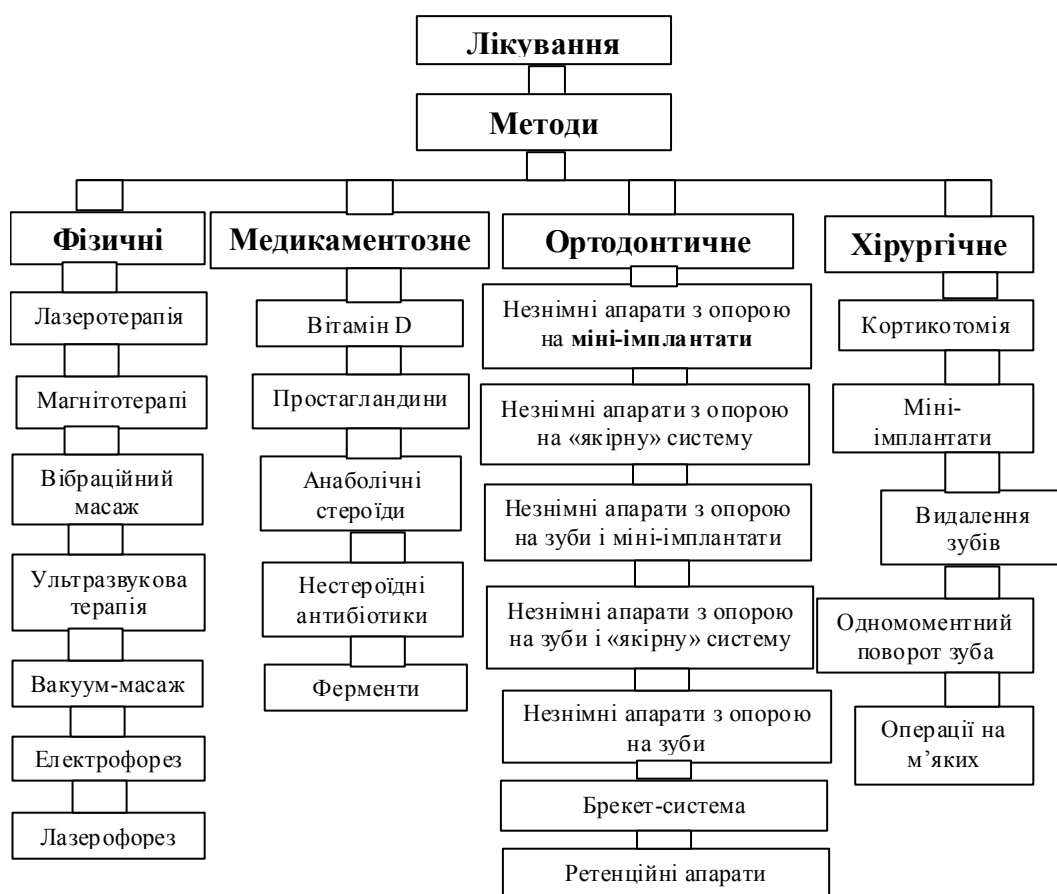 Лікування
Методи
Фізичні
Лазеротерапія
Магнітотерапі
Вібраційний
масаж
Ультразвукова
терапія
Вакуум-масаж
Електрофорез
Лазерофорез
Медикаментозне
Вітамін D
Простагландини
Анаболічні
стероїди
Нестероїдні
антибіотики
Ферменти
Ортодонтичне
Незнімні апарати з опорою
на міні-імплантати
Незнімні апарати з опорою
на «якірну» систему
Незнімні апарати з опорою
на зуби і міні-імплантати
Незнімні апарати з опорою
на зуби і «якірну» систему
Незнімні апарати з опорою
на зуби
Брекет-система
Ретенційні апарати
Хірургічне
Кортикотомія
Міні-
імплантати
Видалення
зубів
Одномоментний
поворот зуба
Операції на
м’яких